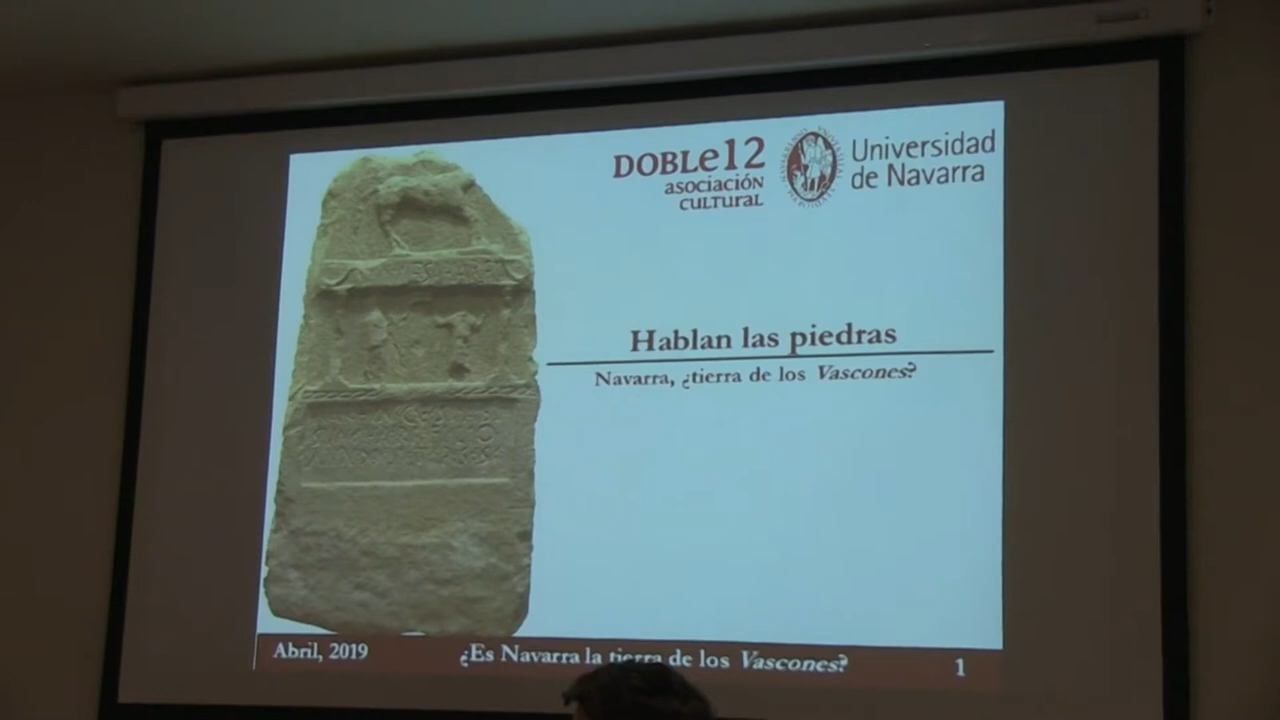 DOBLe12
asociación
cultural
Universidad
de Navarra
Hablan las piedras
Navarra, ¿tierra de los Vascones?
Abril, 2019
¿Es Navarra la tierra de los Vascones?
1